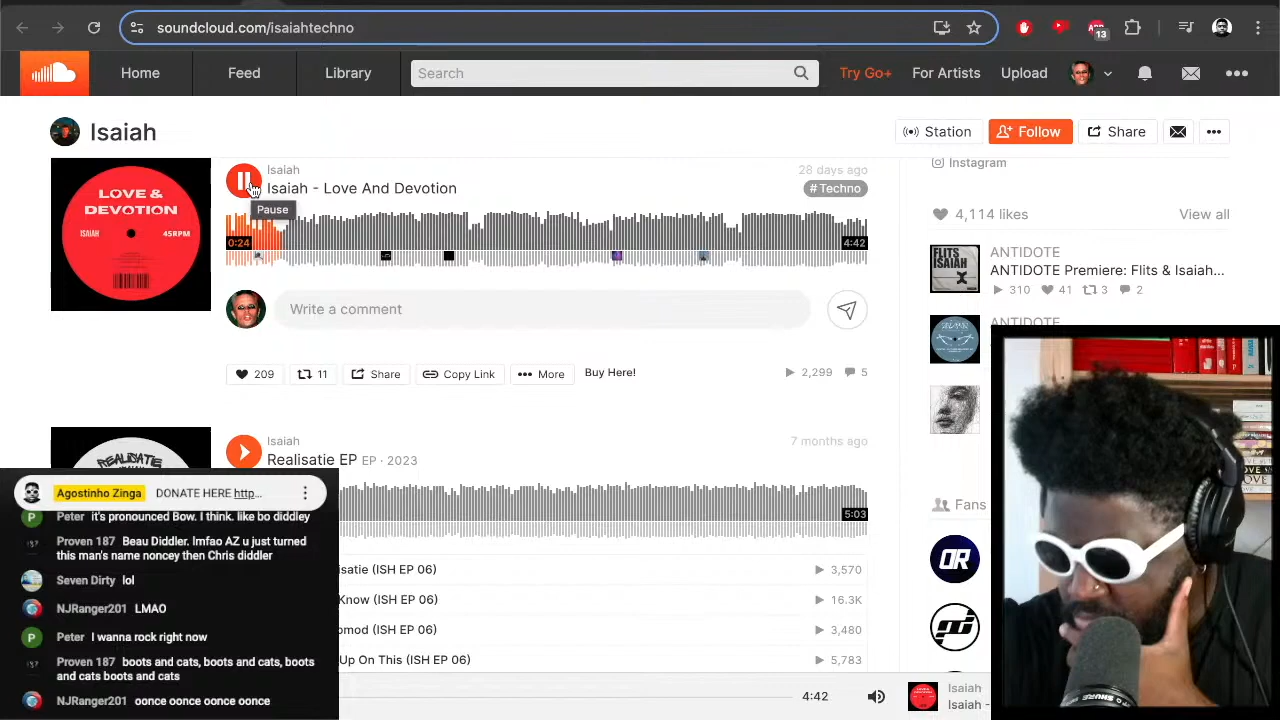 soundcloud.com/isaiahtechno
13
Home
Feed
Library
Search
Try Go+
For Artists
Upload
Isaiah
Station
Follow
Share
LOVE &
DEVOTION
ISAIAH
45RPM
Isaiah
28 days ago
Isaiah - Love And Devotion
# Techno
Pause
0:24
4:42
Write a comment
209
11
Share
Copy Link
More
Buy Here!
2,299
5
Isaiah
7 months ago
Realisatie EP EP · 2023
REALISATIE
5:03
isatie (ISH EP 06)
3,570
Know (ISH EP 06)
16.3K
omod (ISH EP 06)
3,480
Up On This (ISH EP 06)
5,783
Instagram
4,114 likes
View all
FLITS
ISAIAH
ANTIDOTE
ANTIDOTE Premiere: Flits & Isaiah...
310
41
3
2
ANTIDOTE
Fans
OR
Agostinho Zinga DONATE HERE http...
Peter it's pronounced Bow. I think. like bo diddley
Proven 187 Beau Diddler. lmfao AZ u just turned
this man's name noncey then Chris diddler
Seven Dirty lol
NJRanger201 LMAO
Peter I wanna rock right now
Proven 187 boots and cats, boots and cats, boots
and cats boots and cats
NJRanger201 oonce oonce oonce oonce
4:42
Isaiah
Isaiah -